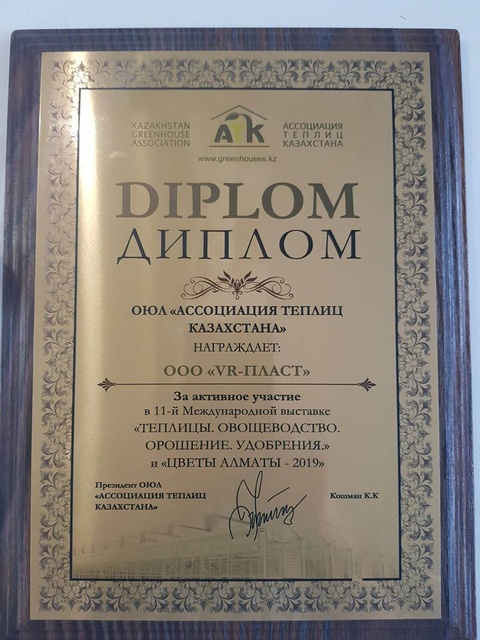 KAZAKHSTAN
GREENHOUSE
ASSOCIATION
АТК
АССОЦИАЦИЯ
ТЕПЛИЦ
КАЗАХСТАНА
www.greenhouses.kz
DIPLOM
ДИПЛОМ
ОЮЛ «АССОЦИАЦИЯ ТЕПЛИЦ
КАЗАХСТАНА»
НАГРАЖДАЕТ:
ООО «VR-ПЛАСТ»
За активное участие
в 11-й Международной выставке
«ТЕПЛИЦЫ. ОВОЩЕВОДСТВО.
ОРОШЕНИЕ. УДОБРЕНИЯ.»
и «ЦВЕТЫ АЛМАТЫ - 2019»
Президент ОЮЛ
«АССОЦИАЦИЯ ТЕПЛИЦ
КАЗАХСТАНА»
Кошман К.К